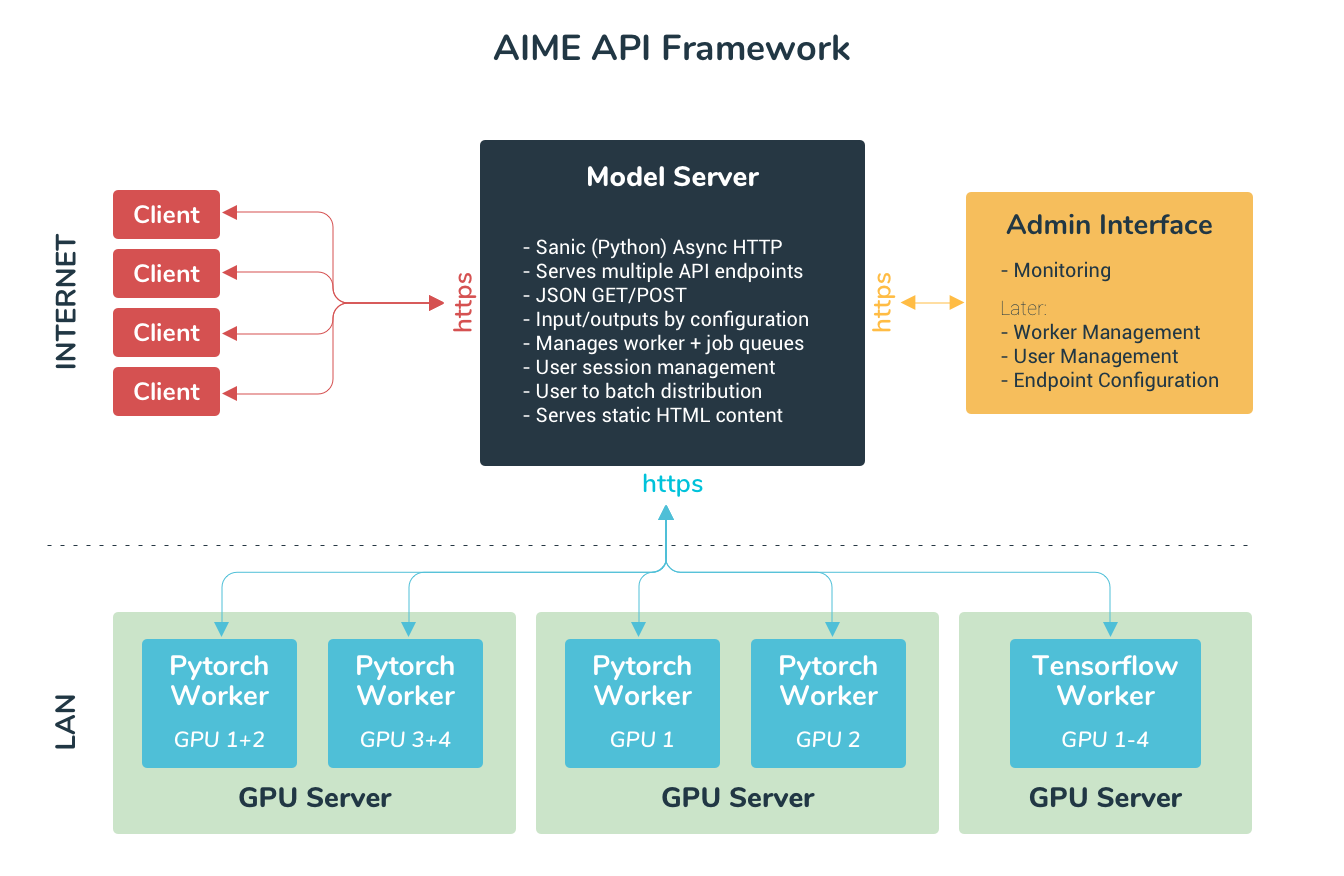 AIME API Framework
INTERNET
Client
Client
Client
Client
https
Model Server
- Sanic (Python) Async HTTP
- Serves multiple API endpoints
- JSON GET/POST
- Input/outputs by configuration
- Manages worker + job queues
- User session management
- User to batch distribution
- Serves static HTML content
https
Admin Interface
- Monitoring
Later:
- Worker Management
- User Management
- Endpoint Configuration
https
LAN
Pytorch
Worker
GPU 1+2
Pytorch
Worker
GPU 3+4
GPU Server
Pytorch
Worker
GPU 1
Pytorch
Worker
GPU 2
GPU Server
Tensorflow
Worker
GPU 1-4
GPU Server